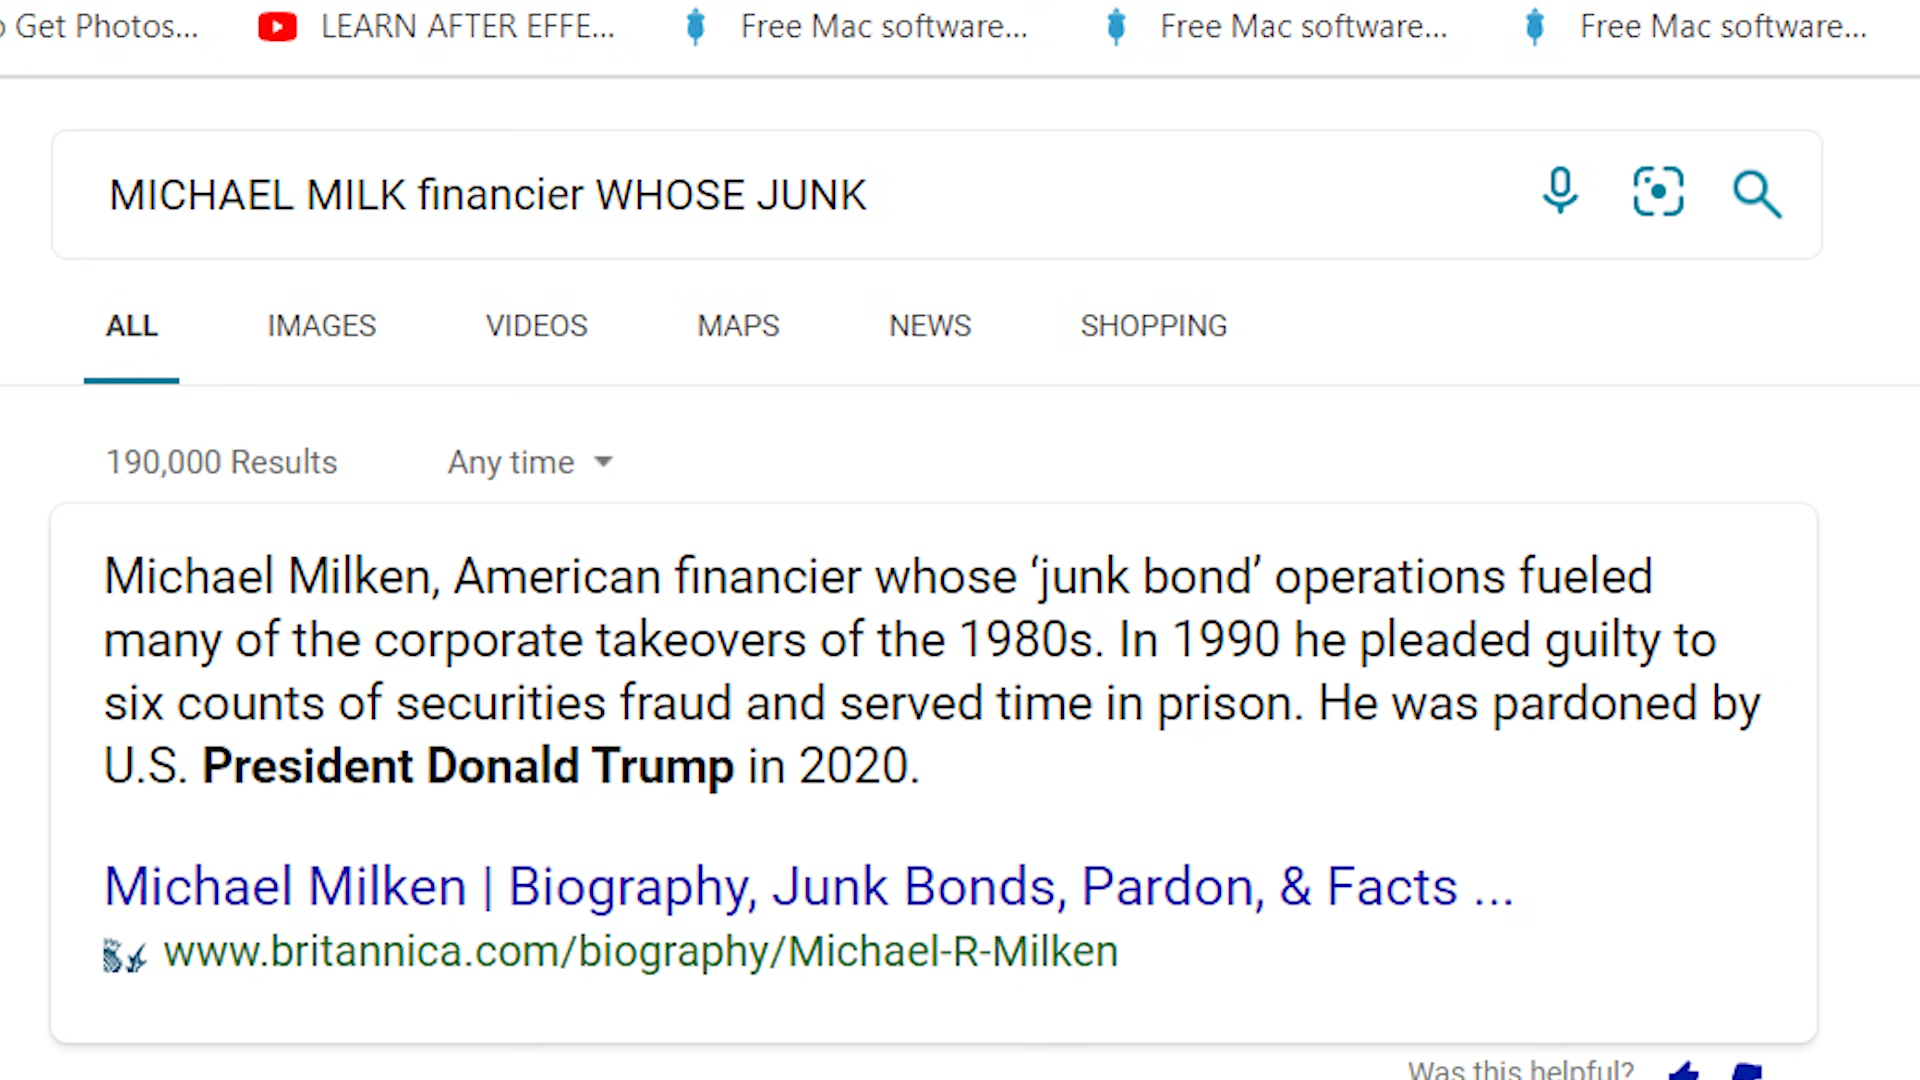 Get Photos... LEARN AFTER EFFE... Free Mac software... Free Mac software... Free Mac software...
MICHAEL MILK financier WHOSE JUNK
ALL IMAGES VIDEOS MAPS NEWS SHOPPING
190,000 Results Any time
Michael Milken, American financier whose ‘junk bond’ operations fueled
many of the corporate takeovers of the 1980s. In 1990 he pleaded guilty to
six counts of securities fraud and served time in prison. He was pardoned by
U.S. President Donald Trump in 2020.
Michael Milken | Biography, Junk Bonds, Pardon, & Facts ...
www.britannica.com/biography/Michael-R-Milken
Was this helpful?